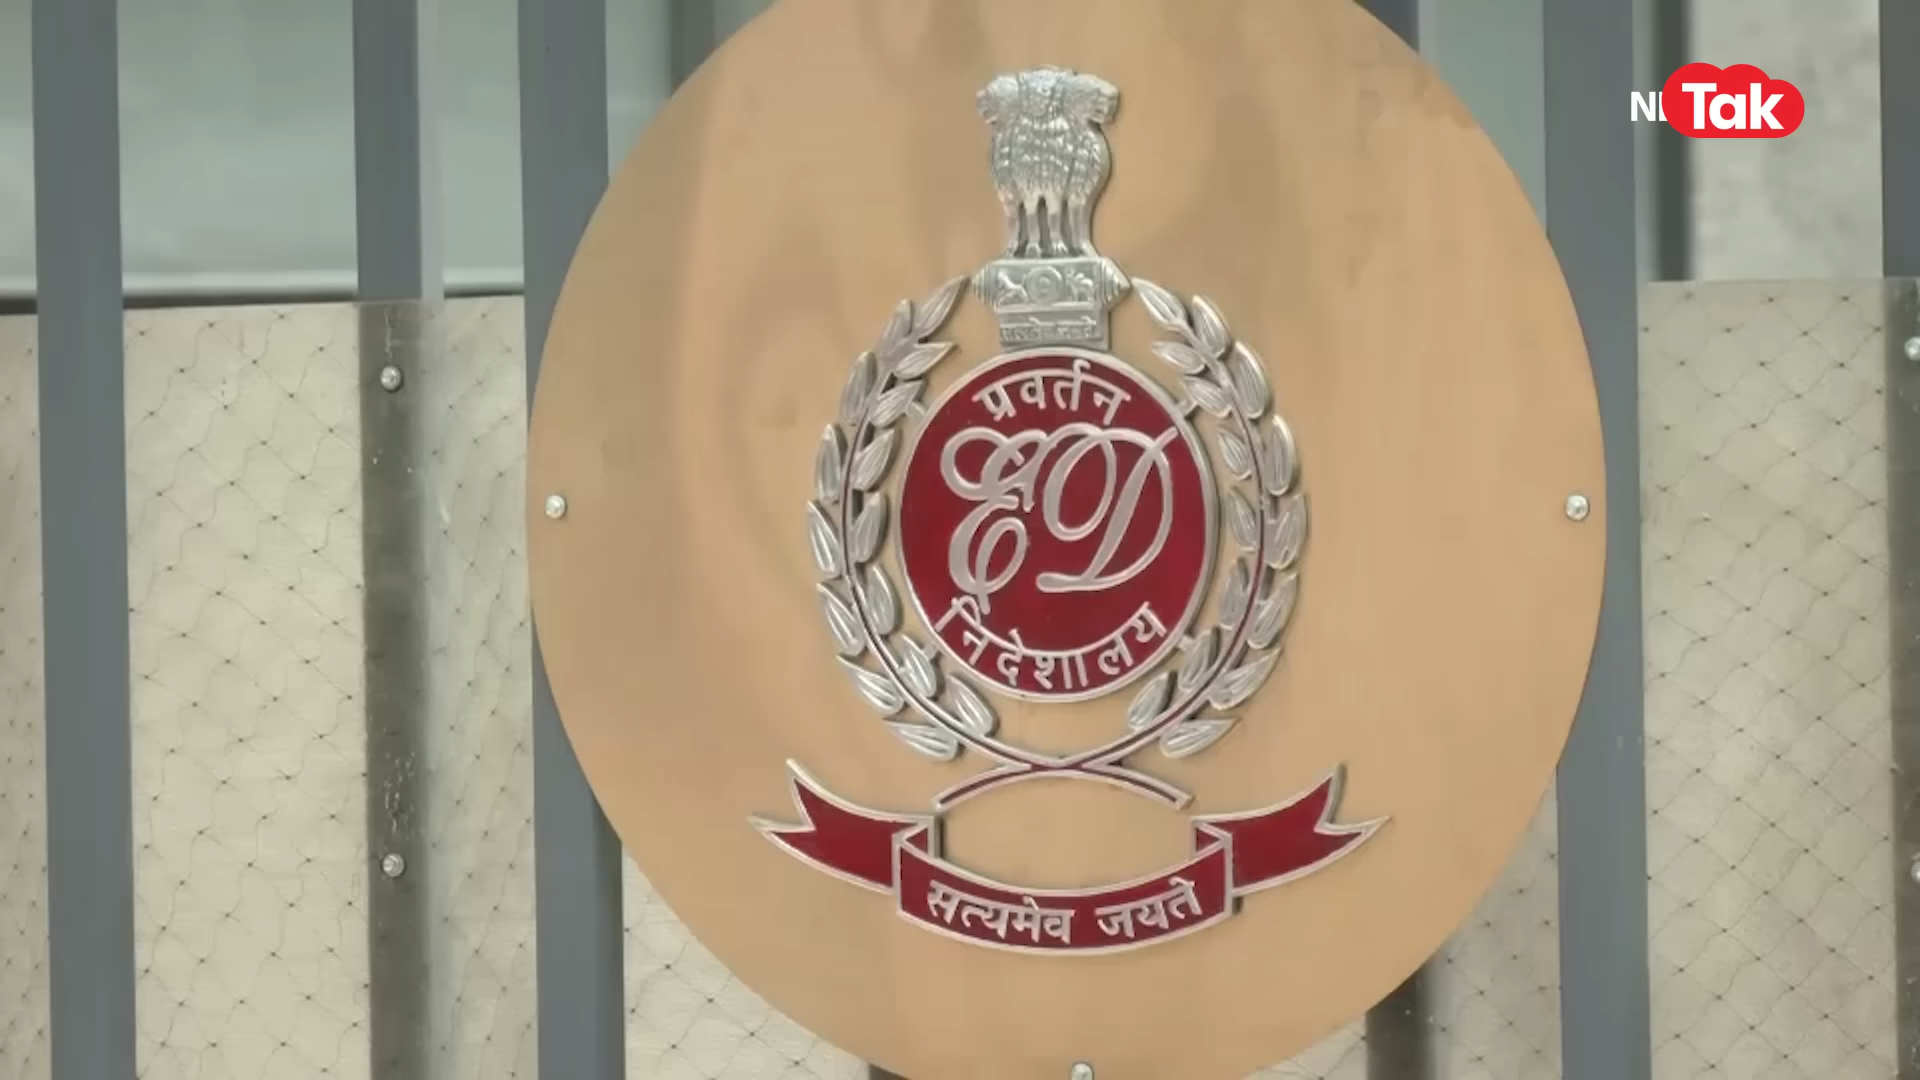 Tak
प्रवर्तन
ED
निदेशालय
सत्यमेव जयते